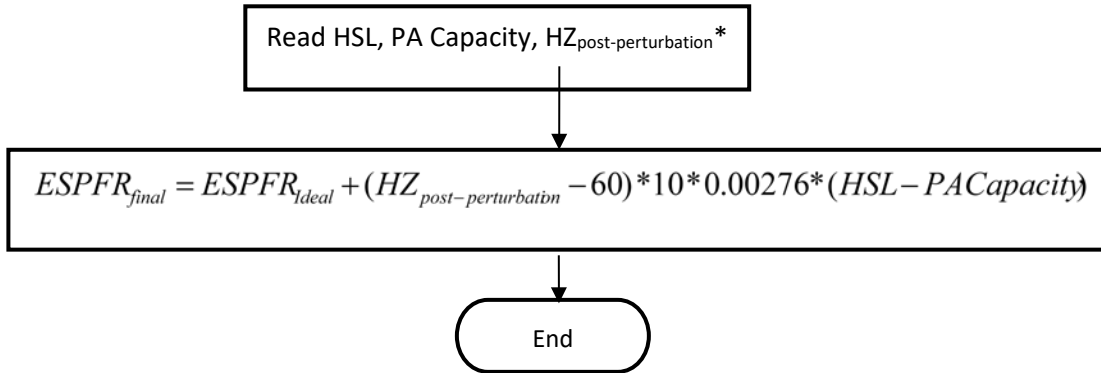 Read HSL, PA Capacity, HZpost-perturbation*
ESPFRfinal = ESPFRIdeal + (HZpost−perturbation − 60)*10*0.00276*(HSL−PACapacity)
End